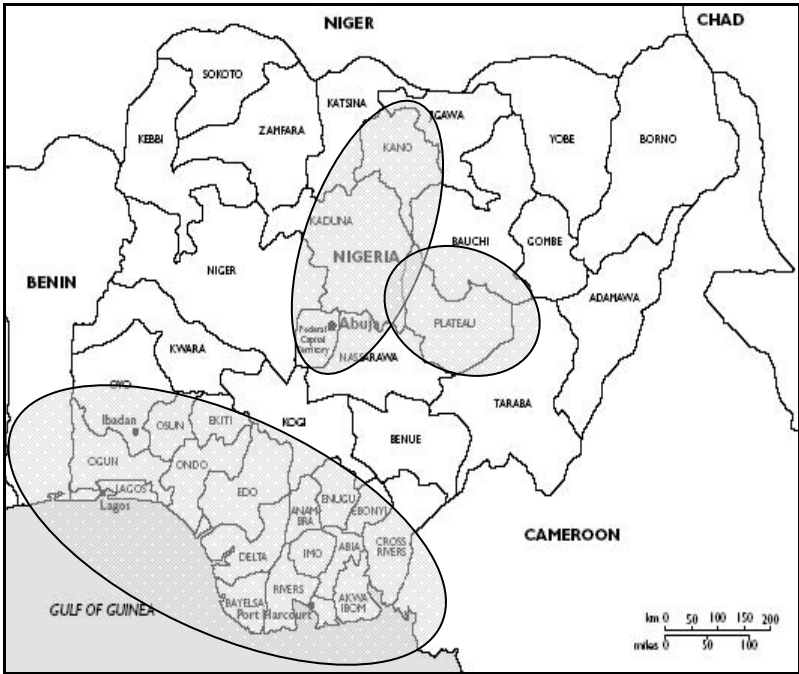 NIGER
CHAD
SOKOTO
KATSINA
JIGAWA
KEBBI
ZAMFARA
KANO
YOBE
BORNO
KADUNA
NIGERIA
BAUCHI
GOMBE
NIGER
BENIN
ADAMAWA
Federal
Capital
Territory
Abuja
PLATEAU
NASSARAWA
KWARA
OYO
TARABA
Ibadan
OSUN
EKITI
KOGI
BENUE
OGUN
ONDO
LAGOS
Lagos
EDO
ENUGU
ANAM
BRA
EBONYI
CROSS
RIVERS
CAMEROON
DELTA
IMO
ABIA
RIVERS
AKWA
IBOM
BAYELSA
Port Harcourt
GULF OF GUINEA
km 0 50 100 150 200
miles 0 50 100